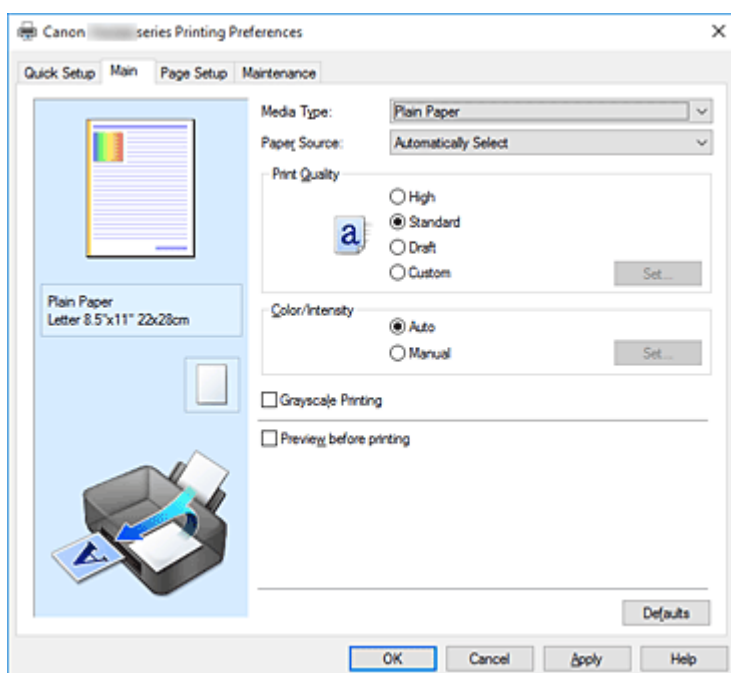 Canon series Printing Preferences
Quick Setup Main Page Setup Maintenance
Media Type: Plain Paper
Paper Source: Automatically Select
Print Quality
High
a Standard
Draft
Custom Set...
Plain Paper
Letter 8.5"x11" 22x28cm
Color/Intensity
Auto
Manual Set...
Grayscale Printing
Preview before printing
A
Defaults
OK Cancel Apply Help